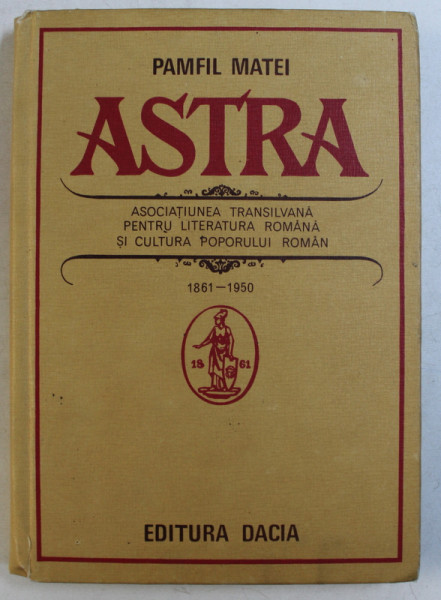 PAMFIL MATEI
ASTRA
ASOCIAȚIUNEA TRANSILVANĂ
PENTRU LITERATURA ROMÂNĂ
ȘI CULTURA POPORULUI ROMÂN
1861—1950
18 61
EDITURA DACIA